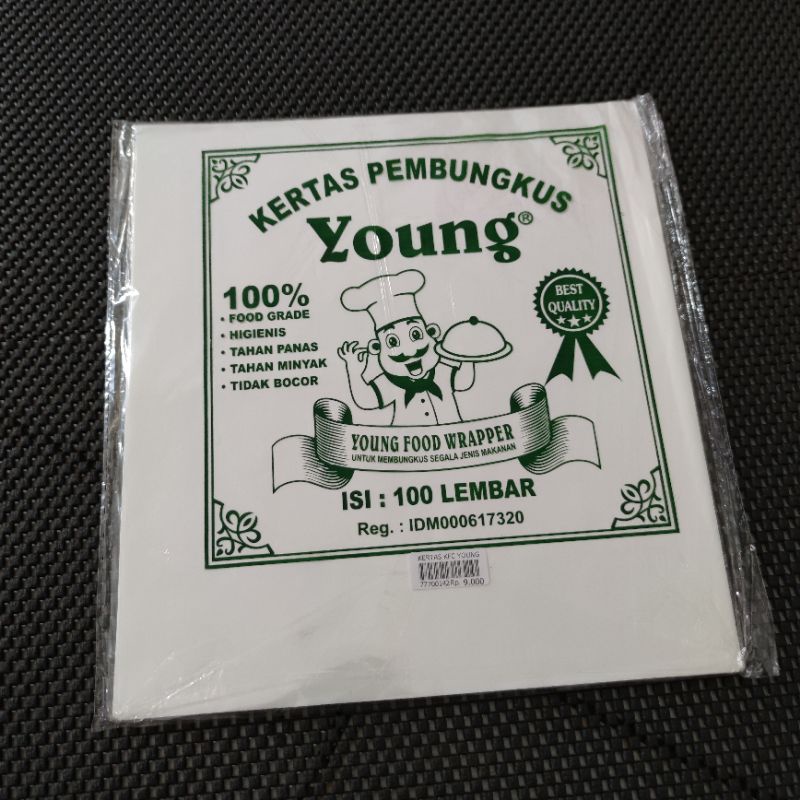 KERTAS PEMBUNGKUS
Young®
100%
• FOOD GRADE
• HIGIENIS
• TAHAN PANAS
• TAHAN MINYAK
• TIDAK BOCOR
BEST
QUALITY
YOUNG FOOD WRAPPER
UNTUK MEMBUNGKUS SEGALA JENIS MAKANAN
ISI : 100 LEMBAR
Reg. : IDM000617320
KERTAS KFC YOUNG
Rp. 9.000